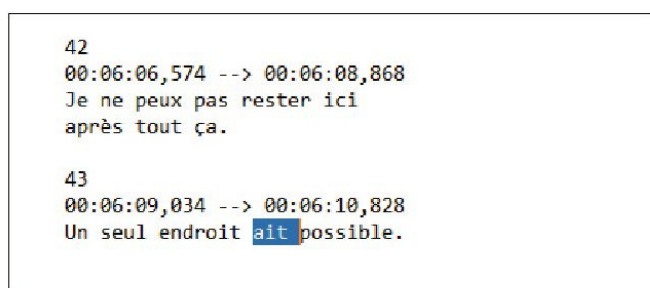 42
00:06:06,574 --> 00:06:08,868
Je ne peux pas rester ici
après tout ça.
43
00:06:09,034 --> 00:06:10,828
Un seul endroit ait possible.